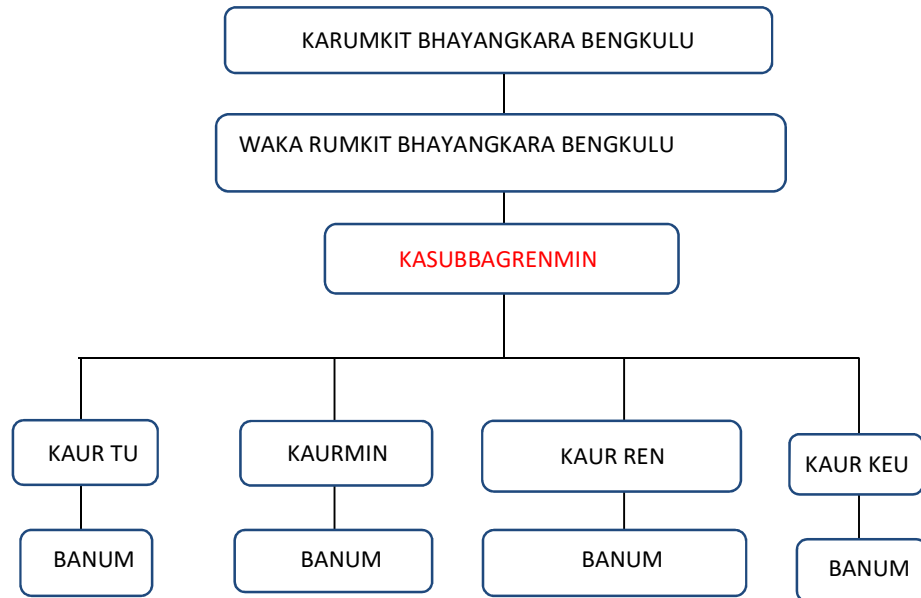 KARUMKIT BHAYANGKARA BENGKULU
WAKA RUMKIT BHAYANGKARA BENGKULU
KASUBBAGRENMIN
KAUR TU
KAURMIN
KAUR REN
KAUR KEU
BANUM
BANUM
BANUM
BANUM